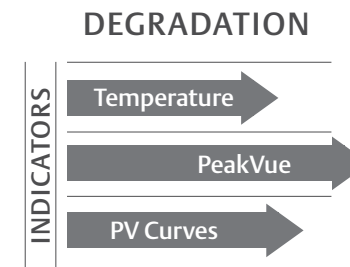 DEGRADATION
INDICATORS
Temperature
PeakVue
PV Curves